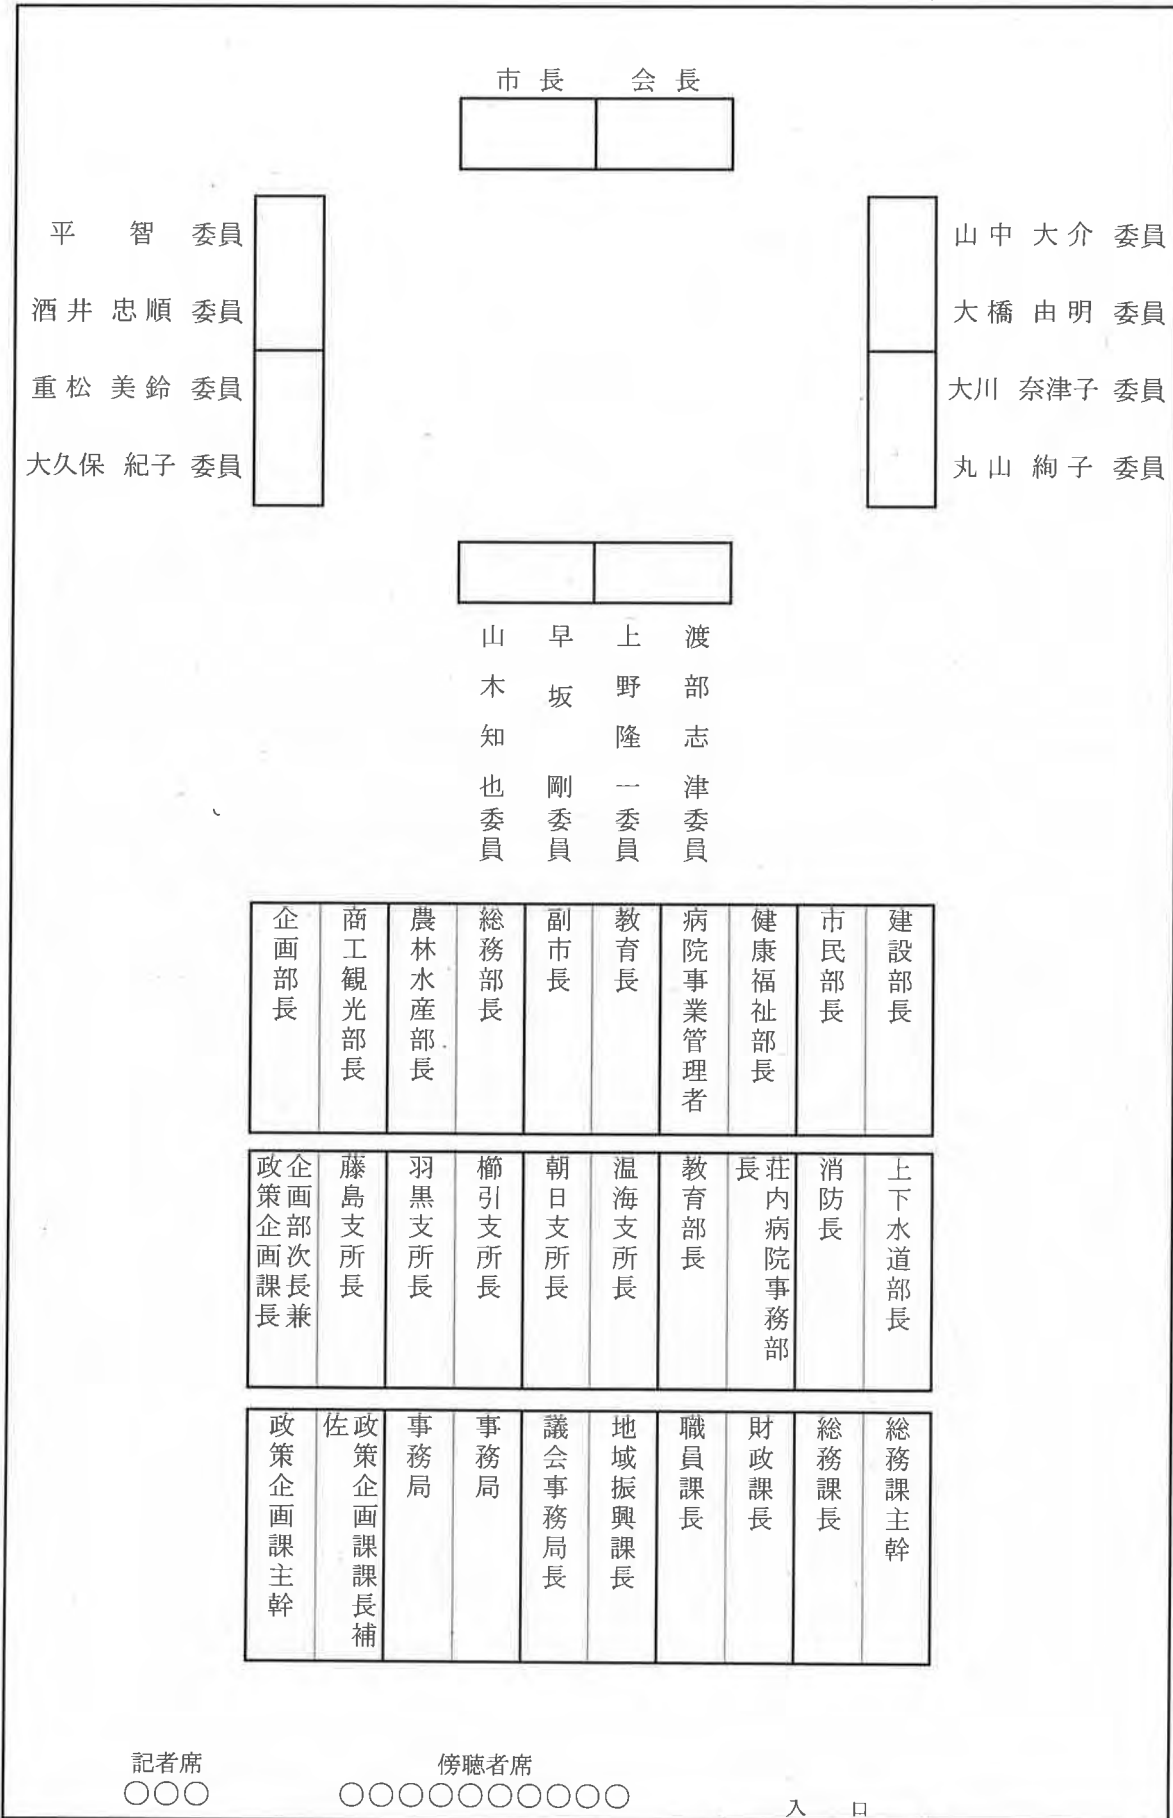 市長 会長
平 智 委員
酒井 忠順 委員
重松 美鈴 委員
大久保 紀子 委員
山中 大介 委員
大橋 由明 委員
大川 奈津子 委員
丸山 絢子 委員
渡部志津委員
上野隆一委員
早坂 剛委員
山木知也委員
建設部長
市民部長
健康福祉部長
病院事業管理者
教育長
副市長
総務部長
農林水産部長
商工観光部長
企画部長
上下水道部長
消防長
荘内病院事務部
長
教育部長
温海支所長
朝日支所長
櫛引支所長
羽黒支所長
藤島支所長
企画部次長兼
政策企画課長
総務課主幹
総務課長
財政課長
職員課長
地域振興課長
議会事務局長
事務局
事務局
政策企画課課長補
佐
政策企画課主幹
記者席
○○○
傍聴者席
○○○○○○○○○○
入口